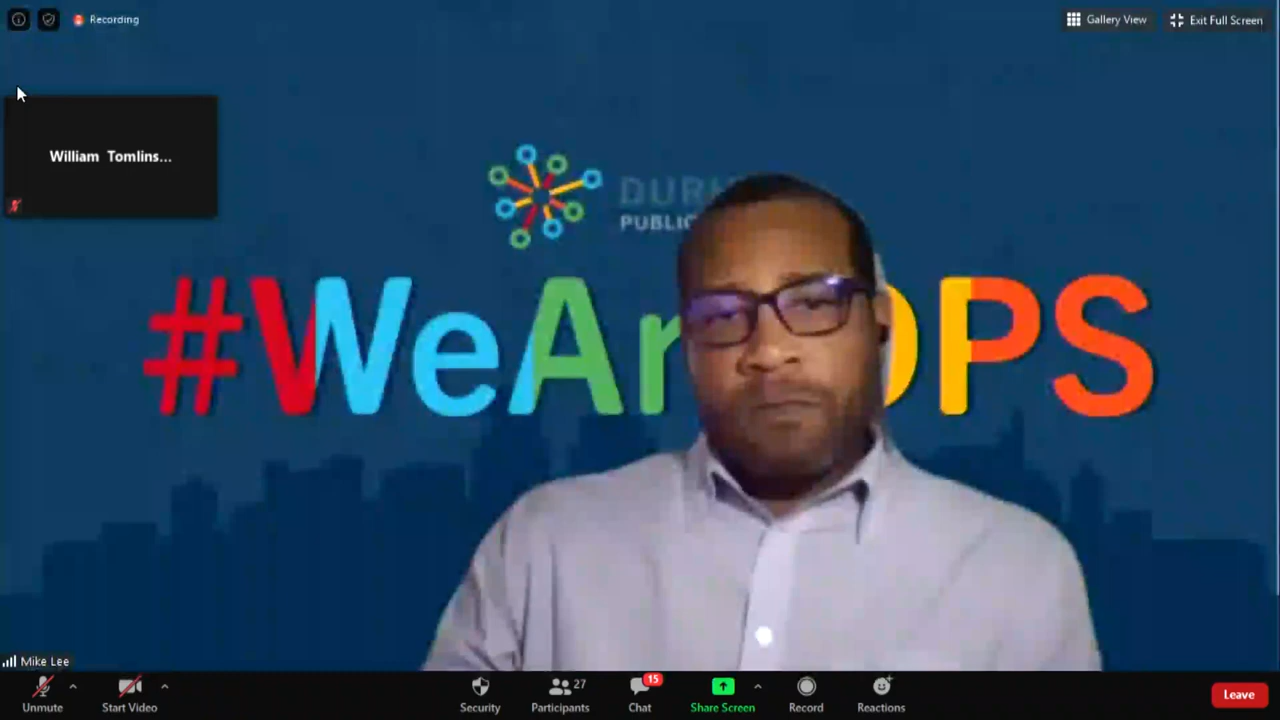 Recording
Gallery View
Exit Full Screen
William Tomlins...
PUBLIC
#WeAr DPS
Mike Lee
Unmute
Start Video
Security
Participants
27
Chat
15
Share Screen
Record
Reactions
Leave